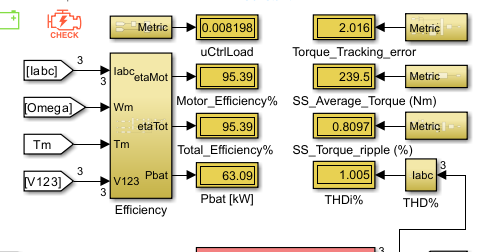 CHECK
Metric
0.008198
uCtrlLoad
2.016
Metric
Torque_Tracking_error
[Iabc]
3
Iabc
3
etaMot
95.39
Motor_Efficiency%
239.5
Metric
SS_Average_Torque (Nm)
[Omega]
Wm
etaTot
95.39
Total_Efficiency%
0.8097
Metric
SS_Torque_ripple (%)
Tm
Tm
[V123]
3
V123
Pbat
63.09
Pbat [kW]
1.005
THDi%
Iabc
3
THD%
Efficiency
3